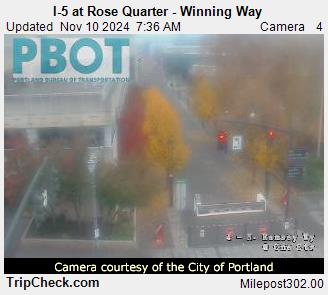 I-5 at Rose Quarter - Winning Way
Updated Nov 10 2024 7:36 AM Camera 4
PBOT
PORTLAND BUREAU OF TRANSPORTATION
Camera courtesy of the City of Portland
TripCheck.com Milepost302.00